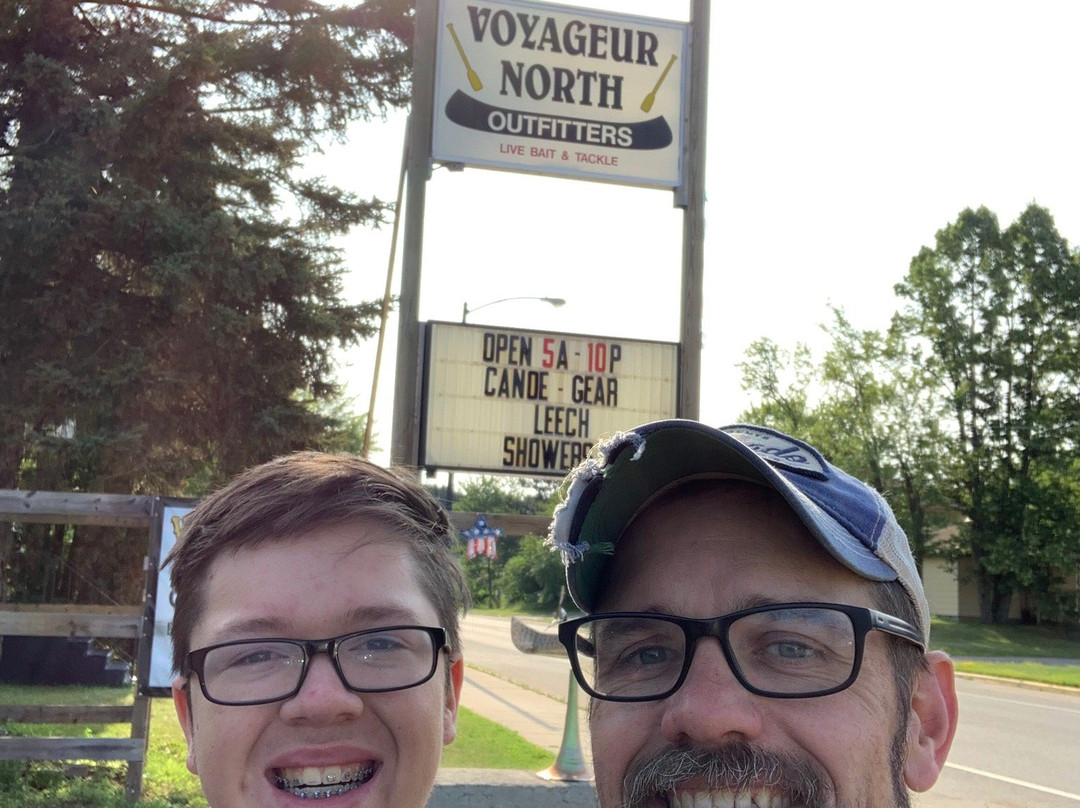 VOYAGEUR
NORTH
OUTFITTERS
LIVE BAIT & TACKLE
OPEN 5A - 10P
CANOE - GEAR
LEECH
SHOWERS